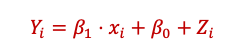 Yᵢ = β₁ · xᵢ + β₀ + Zᵢ